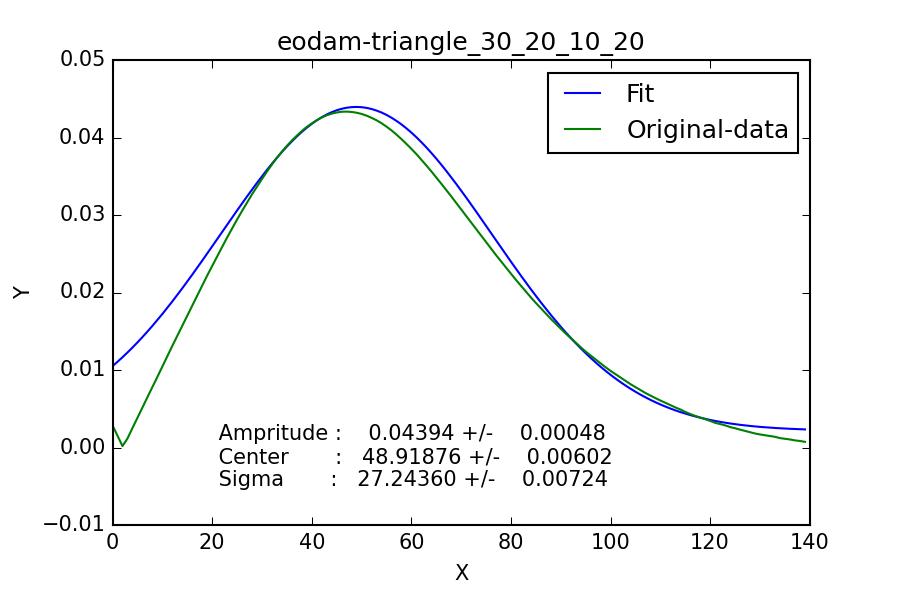 eodam-triangle_30_20_10_20
0.05
0.04
0.03
0.02
0.01
0.00
−0.01
Y
Fit
Original-data
Ampritude : 0.04394 +/- 0.00048
Center : 48.91876 +/- 0.00602
Sigma : 27.24360 +/- 0.00724
0 20 40 60 80 100 120 140
X